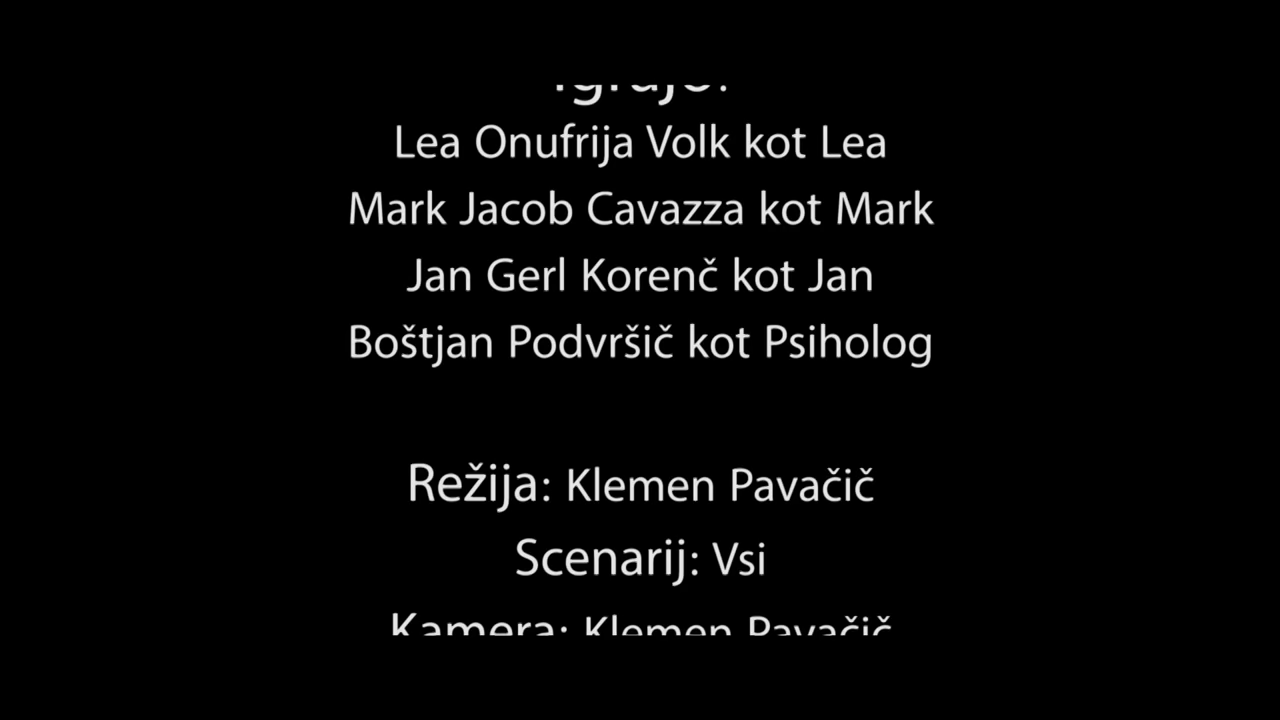 Igrajo:
Lea Onufrija Volk kot Lea
Mark Jacob Cavazza kot Mark
Jan Gerl Korenč kot Jan
Boštjan Podvršič kot Psiholog
Režija: Klemen Pavačič
Scenarij: Vsi
Kamera: Klemen Pavačič